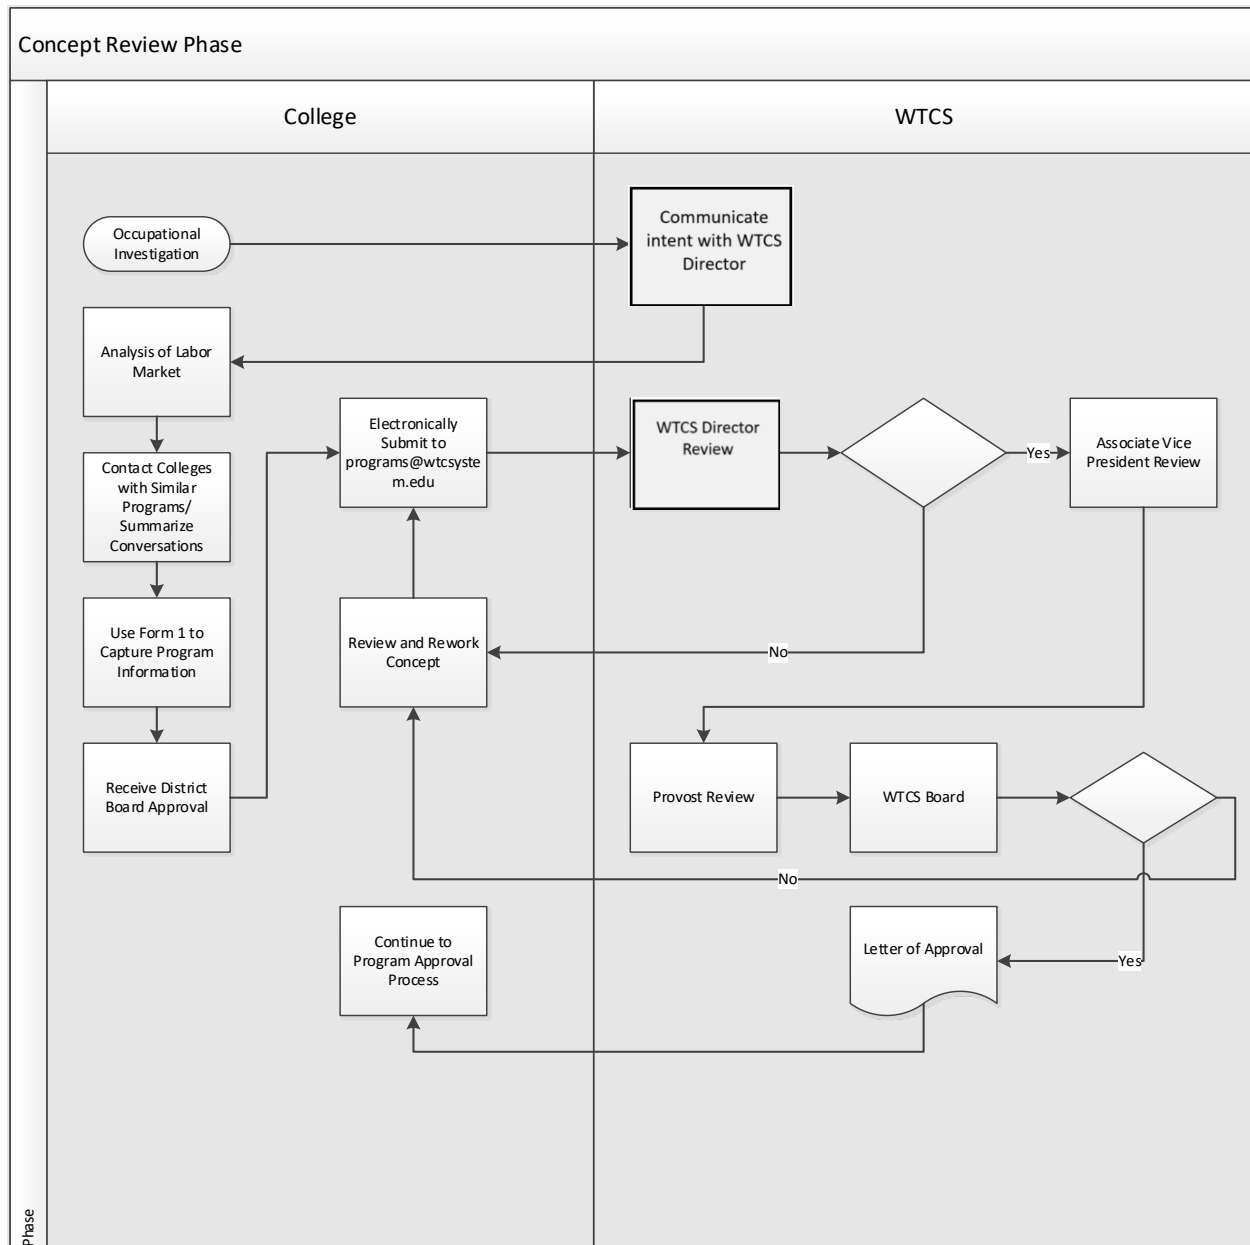 Concept Review Phase
College
WTCS
Occupational
Investigation
Communicate
intent with WTCS
Director
Analysis of Labor
Market
Contact Colleges
with Similar
Programs/
Summarize
Conversations
Use Form 1 to
Capture Program
Information
Receive District
Board Approval
Electronically
Submit to
programs@wtcsyste
m.edu
WTCS Director
Review
Yes
Associate Vice
President Review
Review and Rework
Concept
No
Provost Review
WTCS Board
No
Continue to
Program Approval
Process
Letter of Approval
Yes
Phase